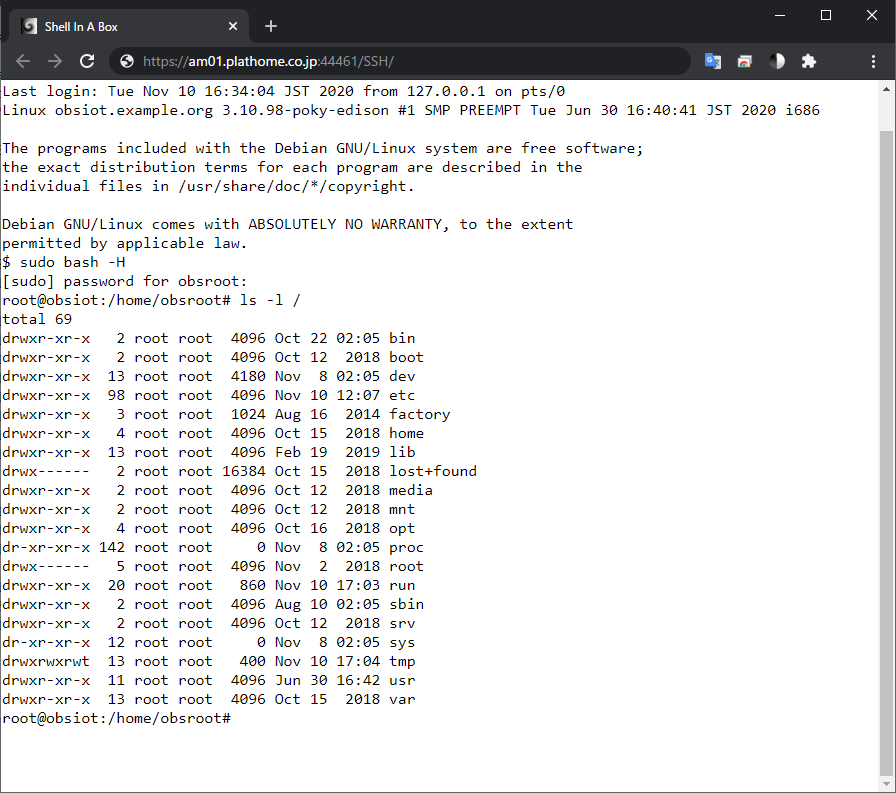 Shell In A Box
https://am01.plathome.co.jp:44461/SSH/
Last login: Tue Nov 10 16:34:04 JST 2020 from 127.0.0.1 on pts/0
Linux obsiot.example.org 3.10.98-poky-edison #1 SMP PREEMPT Tue Jun 30 16:40:41 JST 2020 i686

The programs included with the Debian GNU/Linux system are free software;
the exact distribution terms for each program are described in the
individual files in /usr/share/doc/*/copyright.

Debian GNU/Linux comes with ABSOLUTELY NO WARRANTY, to the extent
permitted by applicable law.
$ sudo bash -H
[sudo] password for obsroot:
root@obsiot:/home/obsroot# ls -l /
total 69
drwxr-xr-x   2 root root  4096 Oct 22 02:05 bin
drwxr-xr-x   2 root root  4096 Oct 12  2018 boot
drwxr-xr-x  13 root root  4180 Nov  8 02:05 dev
drwxr-xr-x  98 root root  4096 Nov 10 12:07 etc
drwxr-xr-x   3 root root  1024 Aug 16  2014 factory
drwxr-xr-x   4 root root  4096 Oct 15  2018 home
drwxr-xr-x  13 root root  4096 Feb 19  2019 lib
drwx------   2 root root 16384 Oct 15  2018 lost+found
drwxr-xr-x   2 root root  4096 Oct 12  2018 media
drwxr-xr-x   2 root root  4096 Oct 12  2018 mnt
drwxr-xr-x   4 root root  4096 Oct 16  2018 opt
dr-xr-xr-x 142 root root     0 Nov  8 02:05 proc
drwx------   5 root root  4096 Nov  2  2018 root
drwxr-xr-x  20 root root   860 Nov 10 17:03 run
drwxr-xr-x   2 root root  4096 Aug 10 02:05 sbin
drwxr-xr-x   2 root root  4096 Oct 12  2018 srv
dr-xr-xr-x  12 root root     0 Nov  8 02:05 sys
drwxrwxrwt  13 root root   400 Nov 10 17:04 tmp
drwxr-xr-x  11 root root  4096 Jun 30 16:42 usr
drwxr-xr-x  13 root root  4096 Oct 15  2018 var
root@obsiot:/home/obsroot#